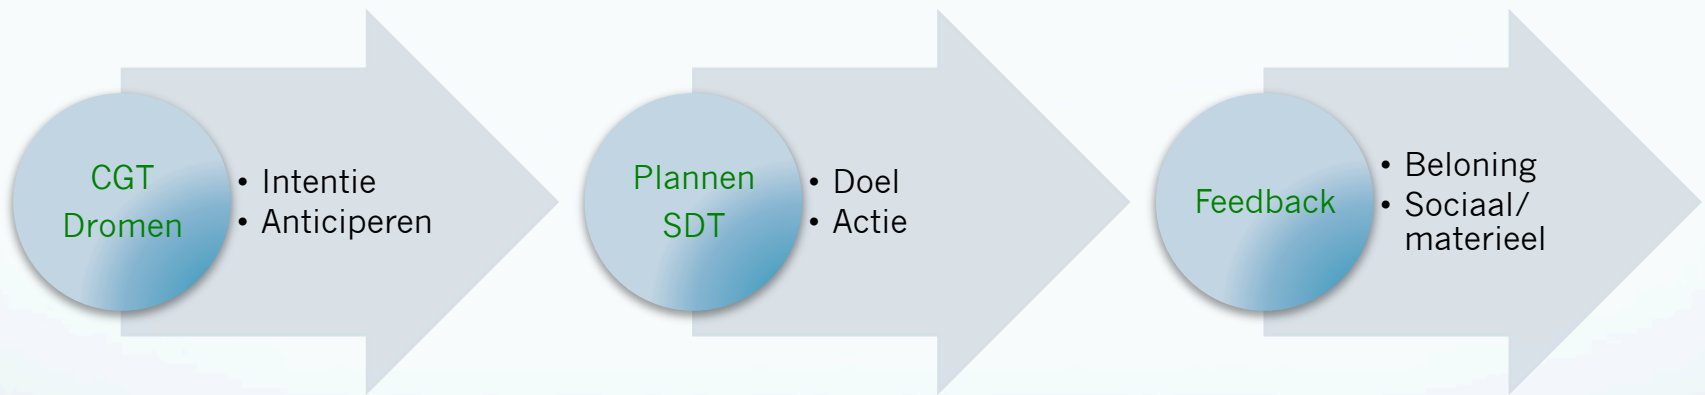 CGT
Dromen
• Intentie
• Anticiperen
Plannen
SDT
• Doel
• Actie
Feedback
• Beloning
• Sociaal/
materieel